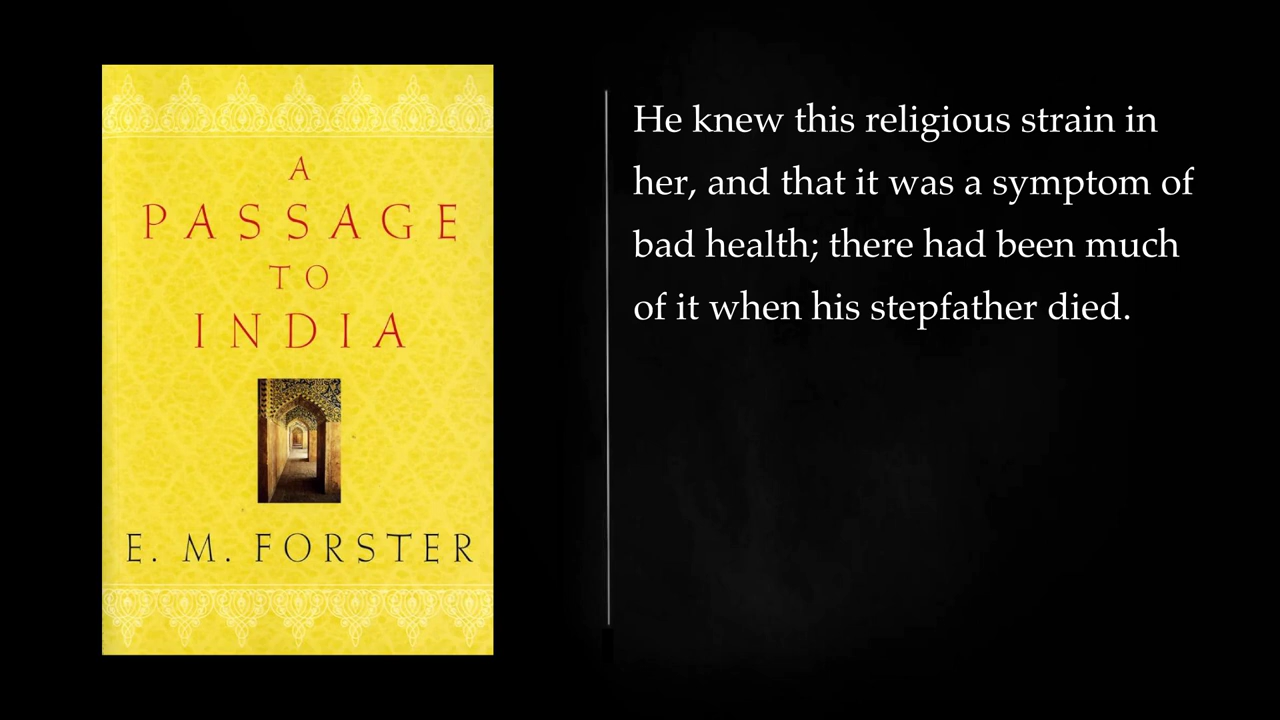 A
PASSAGE
TO
INDIA
E. M. FORSTER
He knew this religious strain in
her, and that it was a symptom of
bad health; there had been much
of it when his stepfather died.